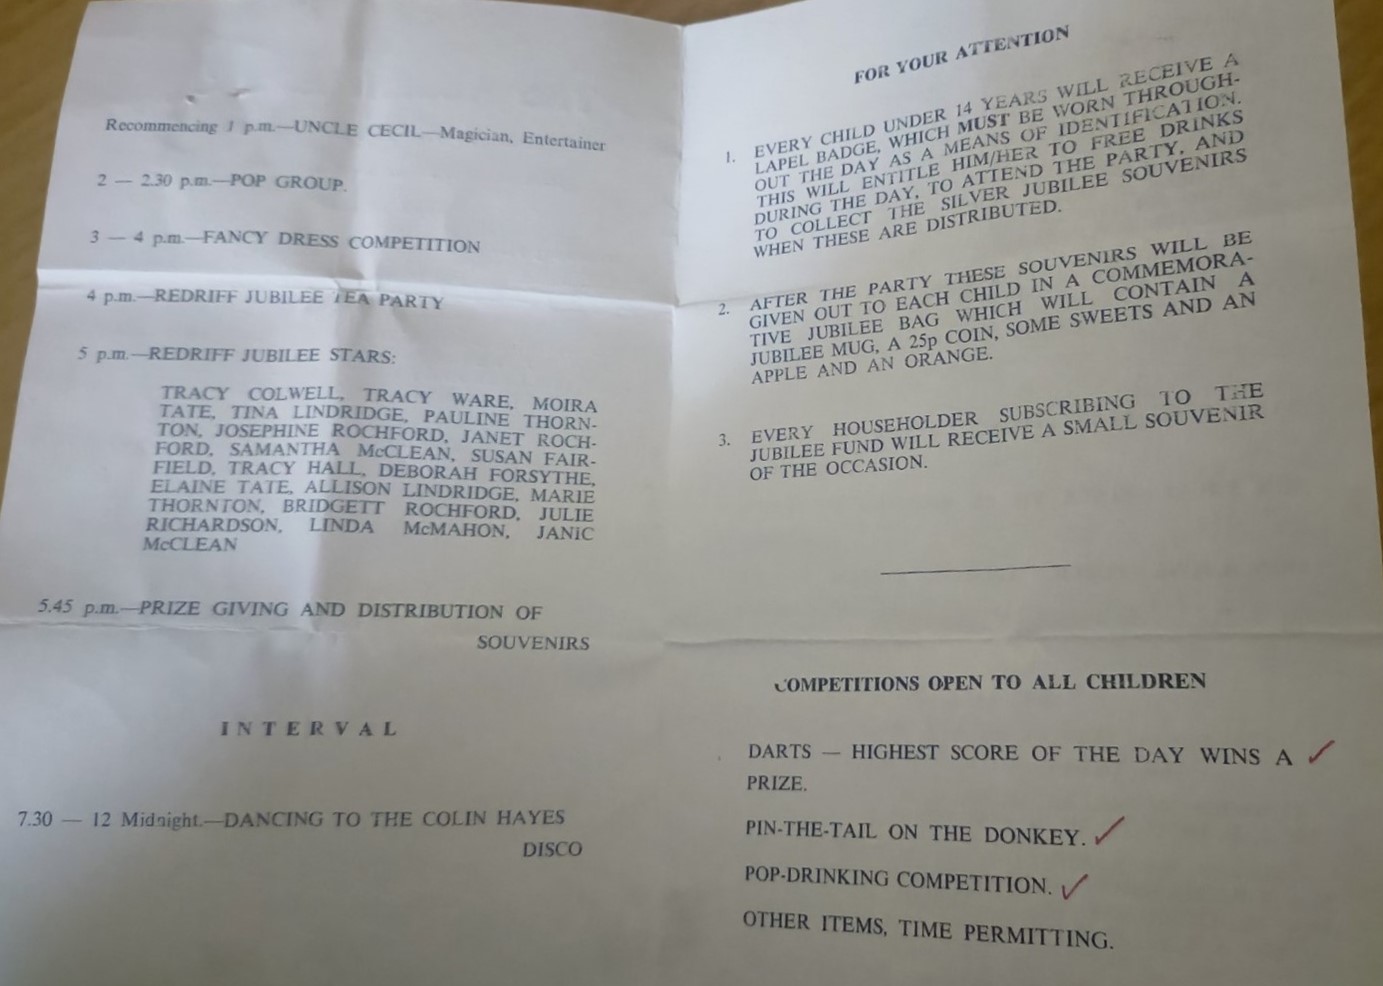 Recommencing 1 p.m.—UNCLE CECIL—Magician, Entertainer
2 — 2.30 p.m.—POP GROUP.
3 — 4 p.m.—FANCY DRESS COMPETITION
4 p.m.—REDRIFF JUBILEE TEA PARTY
5 p.m.—REDRIFF JUBILEE STARS:
TRACY COLWELL, TRACY WARE, MOIRA
TATE, TINA LINDRIDGE, PAULINE THORN-
TON, JOSEPHINE ROCHFORD, JANET ROCH-
FORD, SAMANTHA McCLEAN, SUSAN FAIR-
FIELD, TRACY HALL, DEBORAH FORSYTHE,
ELAINE TATE, ALLISON LINDRIDGE, MARIE
THORNTON, BRIDGETT ROCHFORD, JULIE
RICHARDSON, LINDA McMAHON, JANIC
McCLEAN
5.45 p.m.—PRIZE GIVING AND DISTRIBUTION OF
SOUVENIRS
INTERVAL
7.30 — 12 Midnight.—DANCING TO THE COLIN HAYES
DISCO
FOR YOUR ATTENTION
1. EVERY CHILD UNDER 14 YEARS WILL RECEIVE A
LAPEL BADGE, WHICH MUST BE WORN THROUGH-
OUT THE DAY AS A MEANS OF IDENTIFICATION.
THIS WILL ENTITLE HIM/HER TO FREE DRINKS
DURING THE DAY, TO ATTEND THE PARTY, AND
TO COLLECT THE SILVER JUBILEE SOUVENIRS
WHEN THESE ARE DISTRIBUTED.
2. AFTER THE PARTY THESE SOUVENIRS WILL BE
GIVEN OUT TO EACH CHILD IN A COMMEMORA-
TIVE JUBILEE BAG WHICH WILL CONTAIN A
JUBILEE MUG, A 25p COIN, SOME SWEETS AND AN
APPLE AND AN ORANGE.
3. EVERY HOUSEHOLDER SUBSCRIBING TO THE
JUBILEE FUND WILL RECEIVE A SMALL SOUVENIR
OF THE OCCASION.
COMPETITIONS OPEN TO ALL CHILDREN
DARTS — HIGHEST SCORE OF THE DAY WINS A ✓
PRIZE.
PIN-THE-TAIL ON THE DONKEY. ✓
POP-DRINKING COMPETITION. ✓
OTHER ITEMS, TIME PERMITTING.